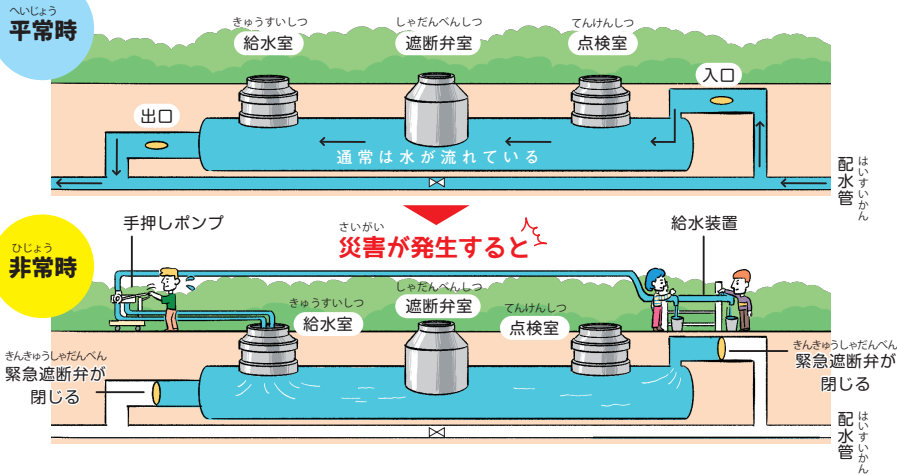 へいじょう
平常時
きゅうすいしつ
給水室
しゃだんべんしつ
遮断弁室
てんけんしつ
点検室
入口
出口
通常は水が流れている
はいすいかん
配水管
さいがい
災害が発生すると
ひじょう
非常時
手押しポンプ
給水装置
きゅうすいしつ
給水室
しゃだんべんしつ
遮断弁室
てんけんしつ
点検室
きんきゅうしゃだんべん
緊急遮断弁が
閉じる
きんきゅうしゃだんべん
緊急遮断弁が
閉じる
はいすいかん
配水管